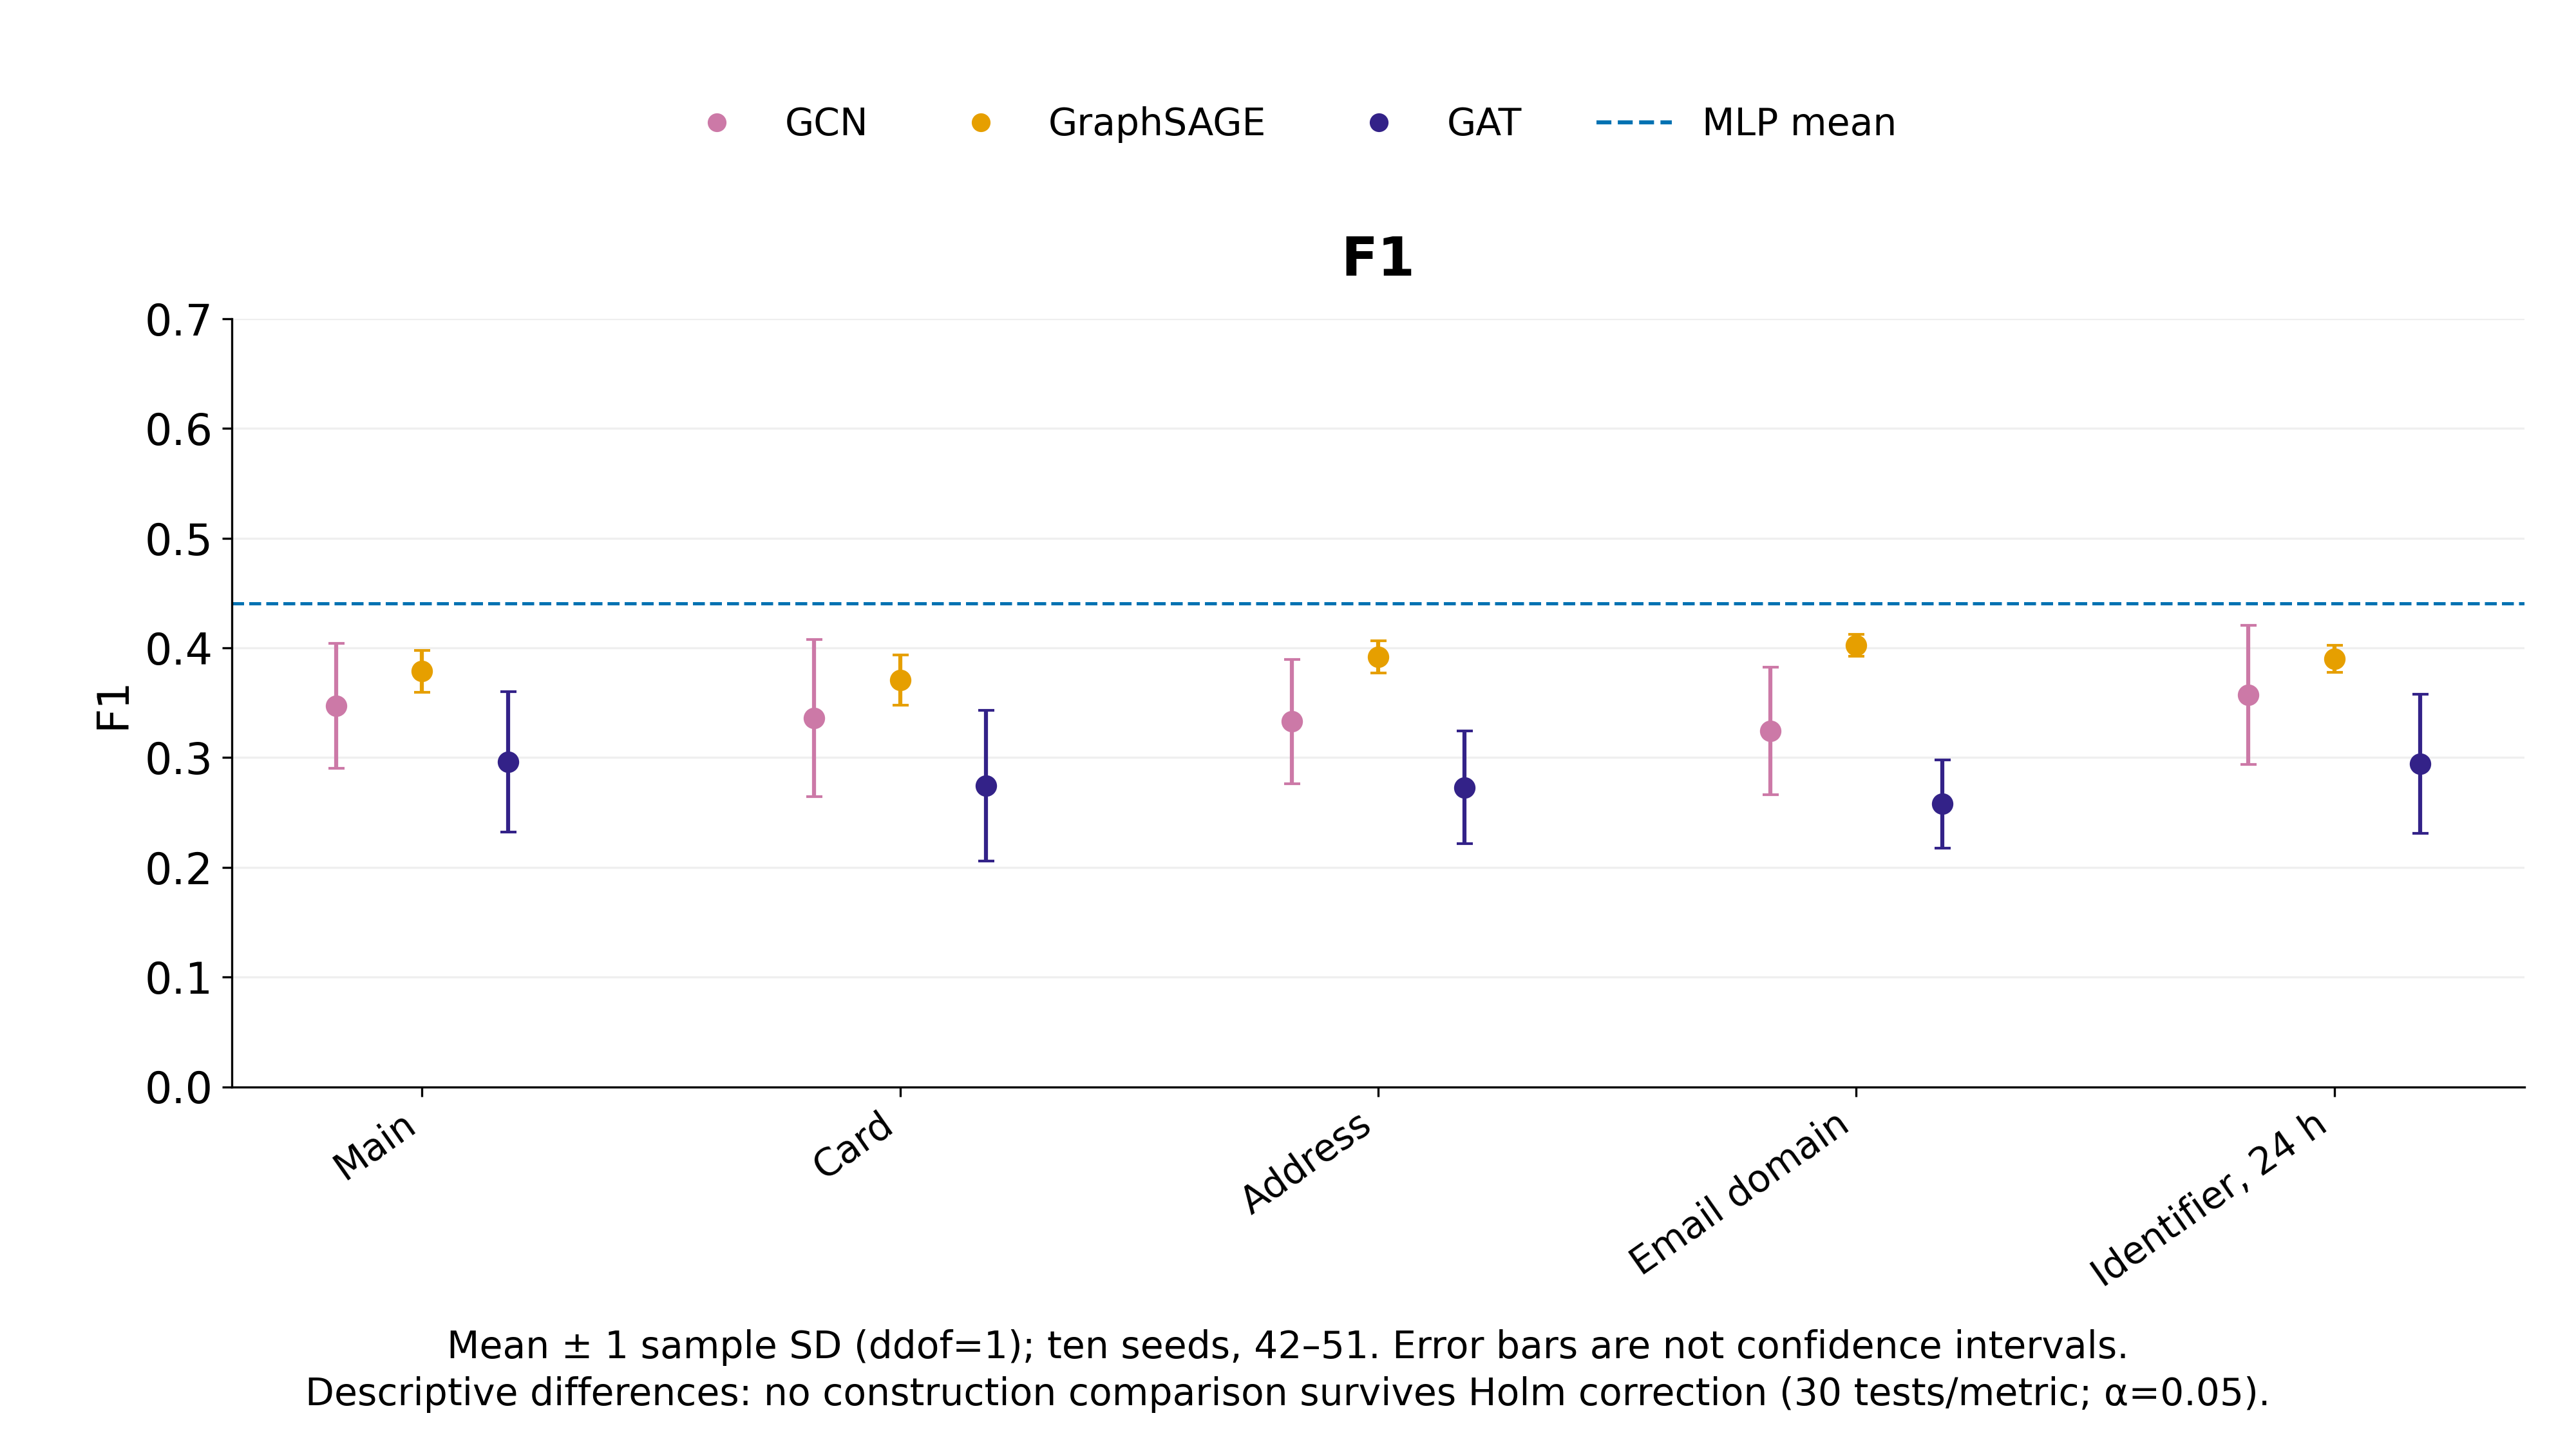 GCN GraphSAGE GAT MLP mean
F1
0.7
0.6
0.5
0.4
0.3
0.2
0.1
0.0
F1
Main Card Address Email domain Identifier, 24 h
Mean ± 1 sample SD (ddof=1); ten seeds, 42–51. Error bars are not confidence intervals.
Descriptive differences: no construction comparison survives Holm correction (30 tests/metric; α=0.05).